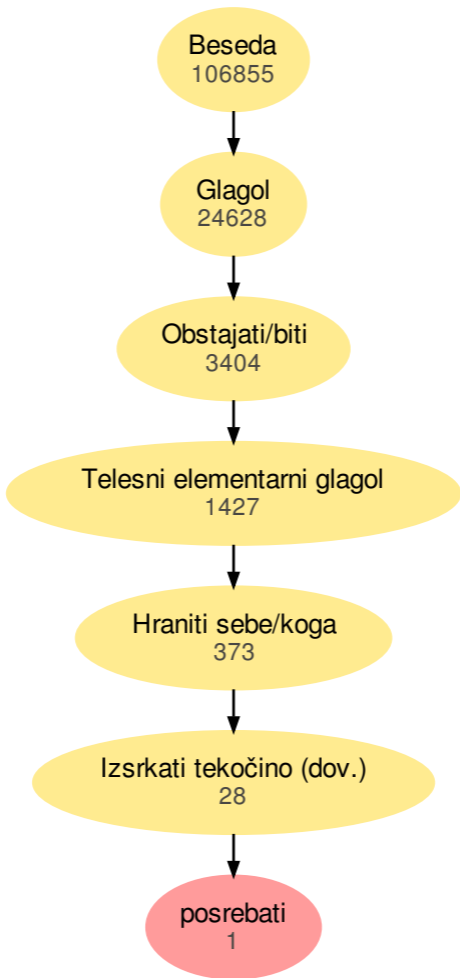 Beseda
106855
Glagol
24628
Obstajati/biti
3404
Telesni elementarni glagol
1427
Hraniti sebe/koga
373
Izsrkati tekočino (dov.)
28
posrebati
1